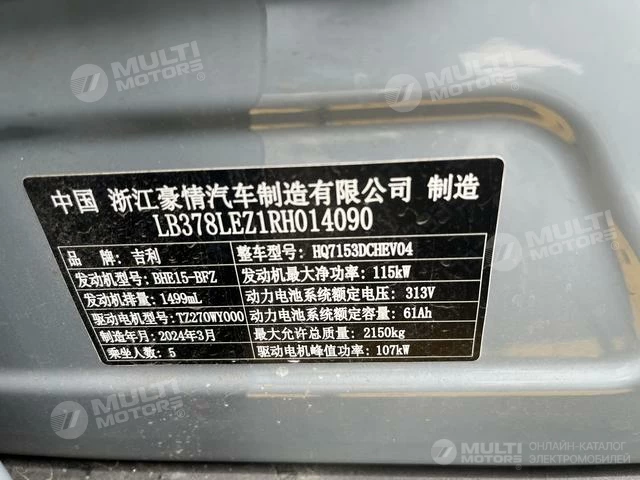 MULTI MOTORS®
MULTI MOTORS®
中国 浙江豪情汽车制造有限公司 制造
LB378LEZ1RH014090
品 牌: 吉利 整车型号: HQ7153DCHEV04
发动机型号: BHE15-BFZ 发动机最大净功率: 115kW
发动机排量: 1499mL 动力电池系统额定电压: 313V
驱动电机型号: TZ270WY000 动力电池系统额定容量: 61Ah
制造年月: 2024年3月 最大允许总质量: 2150kg
乘坐人数: 5 驱动电机峰值功率: 107kW
MULTI MOTORS®
MULTI MOTORS®
ОНЛАЙН-КАТАЛОГ
ЭЛЕКТРОМОБИЛЕЙ